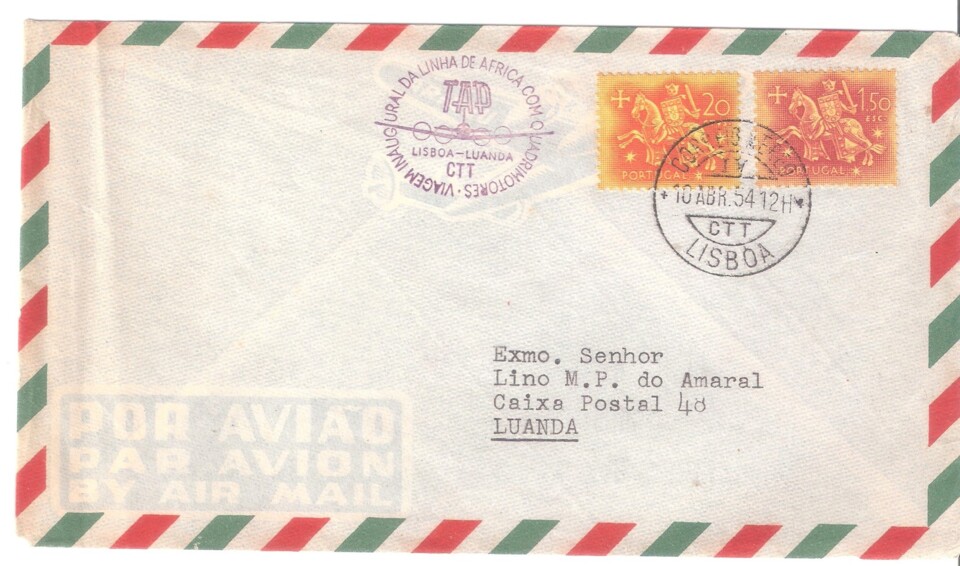 VIAGEM INAUGURAL DA LINHA DE AFRICA COM QUADRIMOTORES
TAP
LISBOA-LUANDA
CTT
20
PORTUGAL
1.50
ESC.
PORTUGAL
10 ABR. 54 12H
CTT
LISBOA
Exmo. Senhor
Lino M.P. do Amaral
Caixa Postal 48
LUANDA
POR AVIÃO
PAR AVION
BY AIR MAIL